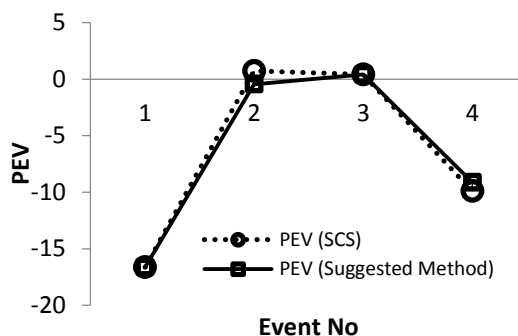 5
0
-5
-10
-15
-20
PEV
1 2 3 4
PEV (SCS)
PEV (Suggested Method)
Event No